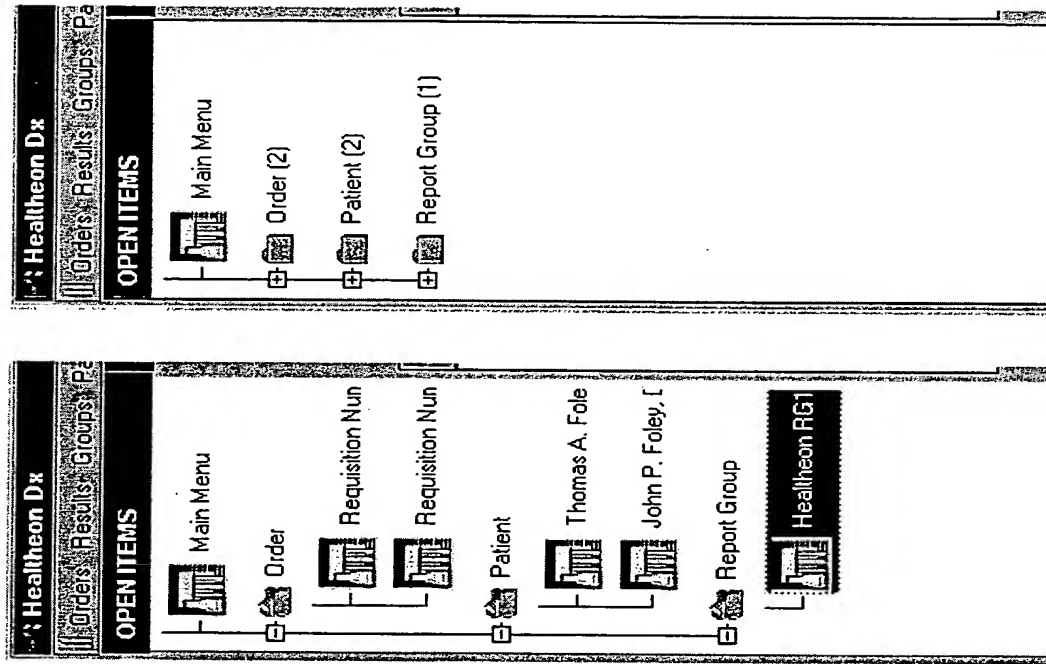 Healtheon Dx
Orders Results Groups Pa
OPEN ITEMS
Main Menu
Order (2)
Patient (2)
Report Group (1)
Healtheon Dx
Orders Results Groups Pa
OPEN ITEMS
Main Menu
Order
Requisition Nun
Requisition Nun
Patient
Thomas A. Fole
John P. Foley, D
Report Group
Healtheon RG1